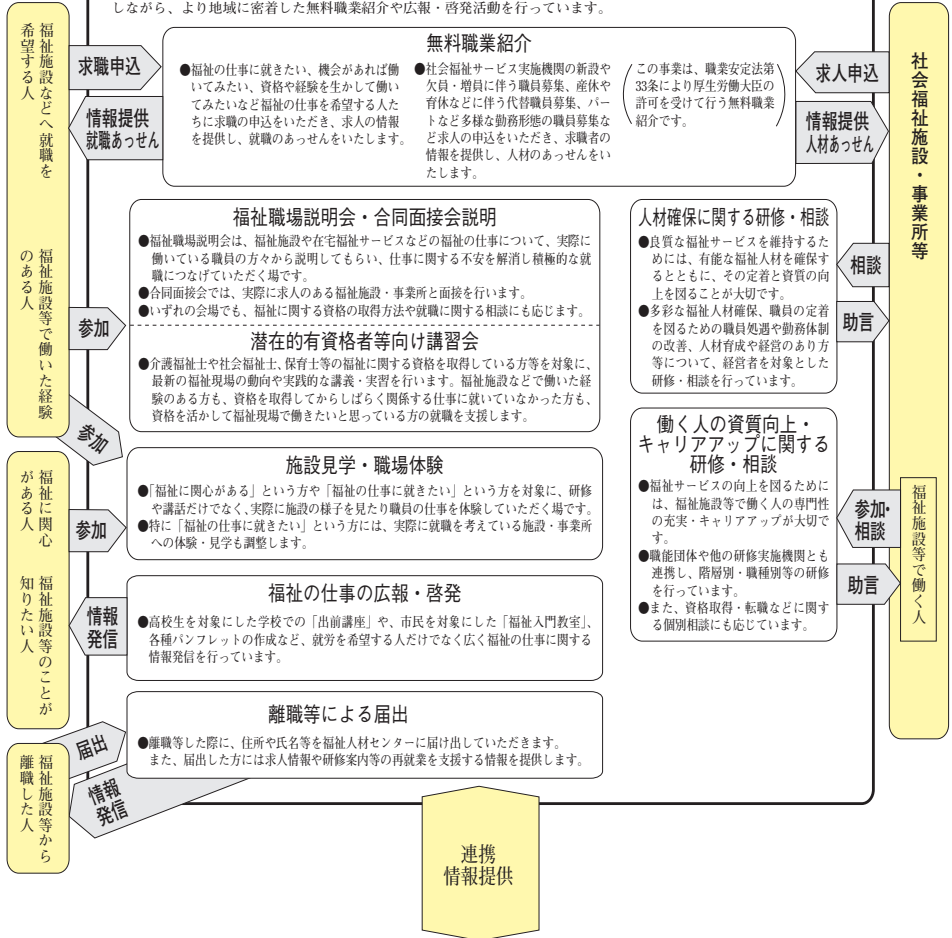 しながら、より地域に密着した無料職業紹介や広報・啓発活動を行っています。
福祉施設などへ就職を
希望する人
福祉施設等で働いた経験
のある人
求職申込
情報提供
就職あっせん
無料職業紹介
●福祉の仕事に就きたい、機会があれば働
いてみたい、資格や経験を生かして働い
てみたいなど福祉の仕事を希望する人た
ちに求職の申込をいただき、求人の情報
を提供し、就職のあっせんをいたします。
●社会福祉サービス実施機関の新設や
欠員・増員に伴う職員募集、産休や
育休などに伴う代替職員募集、パー
トなど多様な勤務形態の職員募集な
ど求人の申込をいただき、求職者の
情報を提供し、人材のあっせんをい
たします。
(この事業は、職業安定法第
33条により厚生労働大臣の
許可を受けて行う無料職業
紹介です。)
求人申込
情報提供
人材あっせん
社会福祉施設・事業所等
参加
福祉職場説明会・合同面接会説明
●福祉職場説明会は、福祉施設や在宅福祉サービスなどの福祉の仕事について、実際に
働いている職員の方々から説明してもらい、仕事に関する不安を解消し積極的な就
職につなげていただく場です。
●合同面接会では、実際に求人のある福祉施設・事業所と面接を行います。
●いずれの会場でも、福祉に関する資格の取得方法や就職に関する相談にも応じます。
潜在的有資格者等向け講習会
●介護福祉士や社会福祉士、保育士等の福祉に関する資格を取得している方等を対象に、
最新の福祉現場の動向や実践的な講義・実習を行います。福祉施設などで働いた経
験のある方も、資格を取得してからしばらく関係する仕事に就いていなかった方も、
資格を活かして福祉現場で働きたいと思っている方の就職を支援します。
人材確保に関する研修・相談
●良質な福祉サービスを維持するた
めには、有能な福祉人材を確保す
るとともに、その定着と資質の向
上を図ることが大切です。
●多彩な福祉人材確保、職員の定着
を図るための職員処遇や勤務体制
の改善、人材育成や経営のあり方
等について、経営者を対象とした
研修・相談を行っています。
相談
助言
参加
福祉に関心
がある人
福祉施設等のことが
知りたい人
参加
施設見学・職場体験
●「福祉に関心がある」という方や「福祉の仕事に就きたい」という方を対象に、研修
や講話だけでなく、実際に施設の様子を見たり職員の仕事を体験していただく場です。
●特に「福祉の仕事に就きたい」という方には、実際に就職を考えている施設・事業所
への体験・見学も調整します。
働く人の資質向上・
キャリアアップに関する
研修・相談
●福祉サービスの向上を図るために
は、福祉施設等で働く人の専門性
の充実・キャリアアップが大切で
す。
●職能団体や他の研修実施機関とも
連携し、階層別・職種別等の研修
を行っています。
●また、資格取得・転職などに関す
る個別相談にも応じています。
参加・
相談
助言
福祉施設等で働く人
情報
発信
福祉の仕事の広報・啓発
●高校生を対象にした学校での「出前講座」や、市民を対象にした「福祉入門教室」、
各種パンフレットの作成など、就労を希望する人だけでなく広く福祉の仕事に関する
情報発信を行っています。
福祉施設等から
離職した人
届出
情報
発信
離職等による届出
●離職等した際に、住所や氏名等を福祉人材センターに届け出していただきます。
また、届出した方には求人情報や研修案内等の再就業を支援する情報を提供します。
連携
情報提供